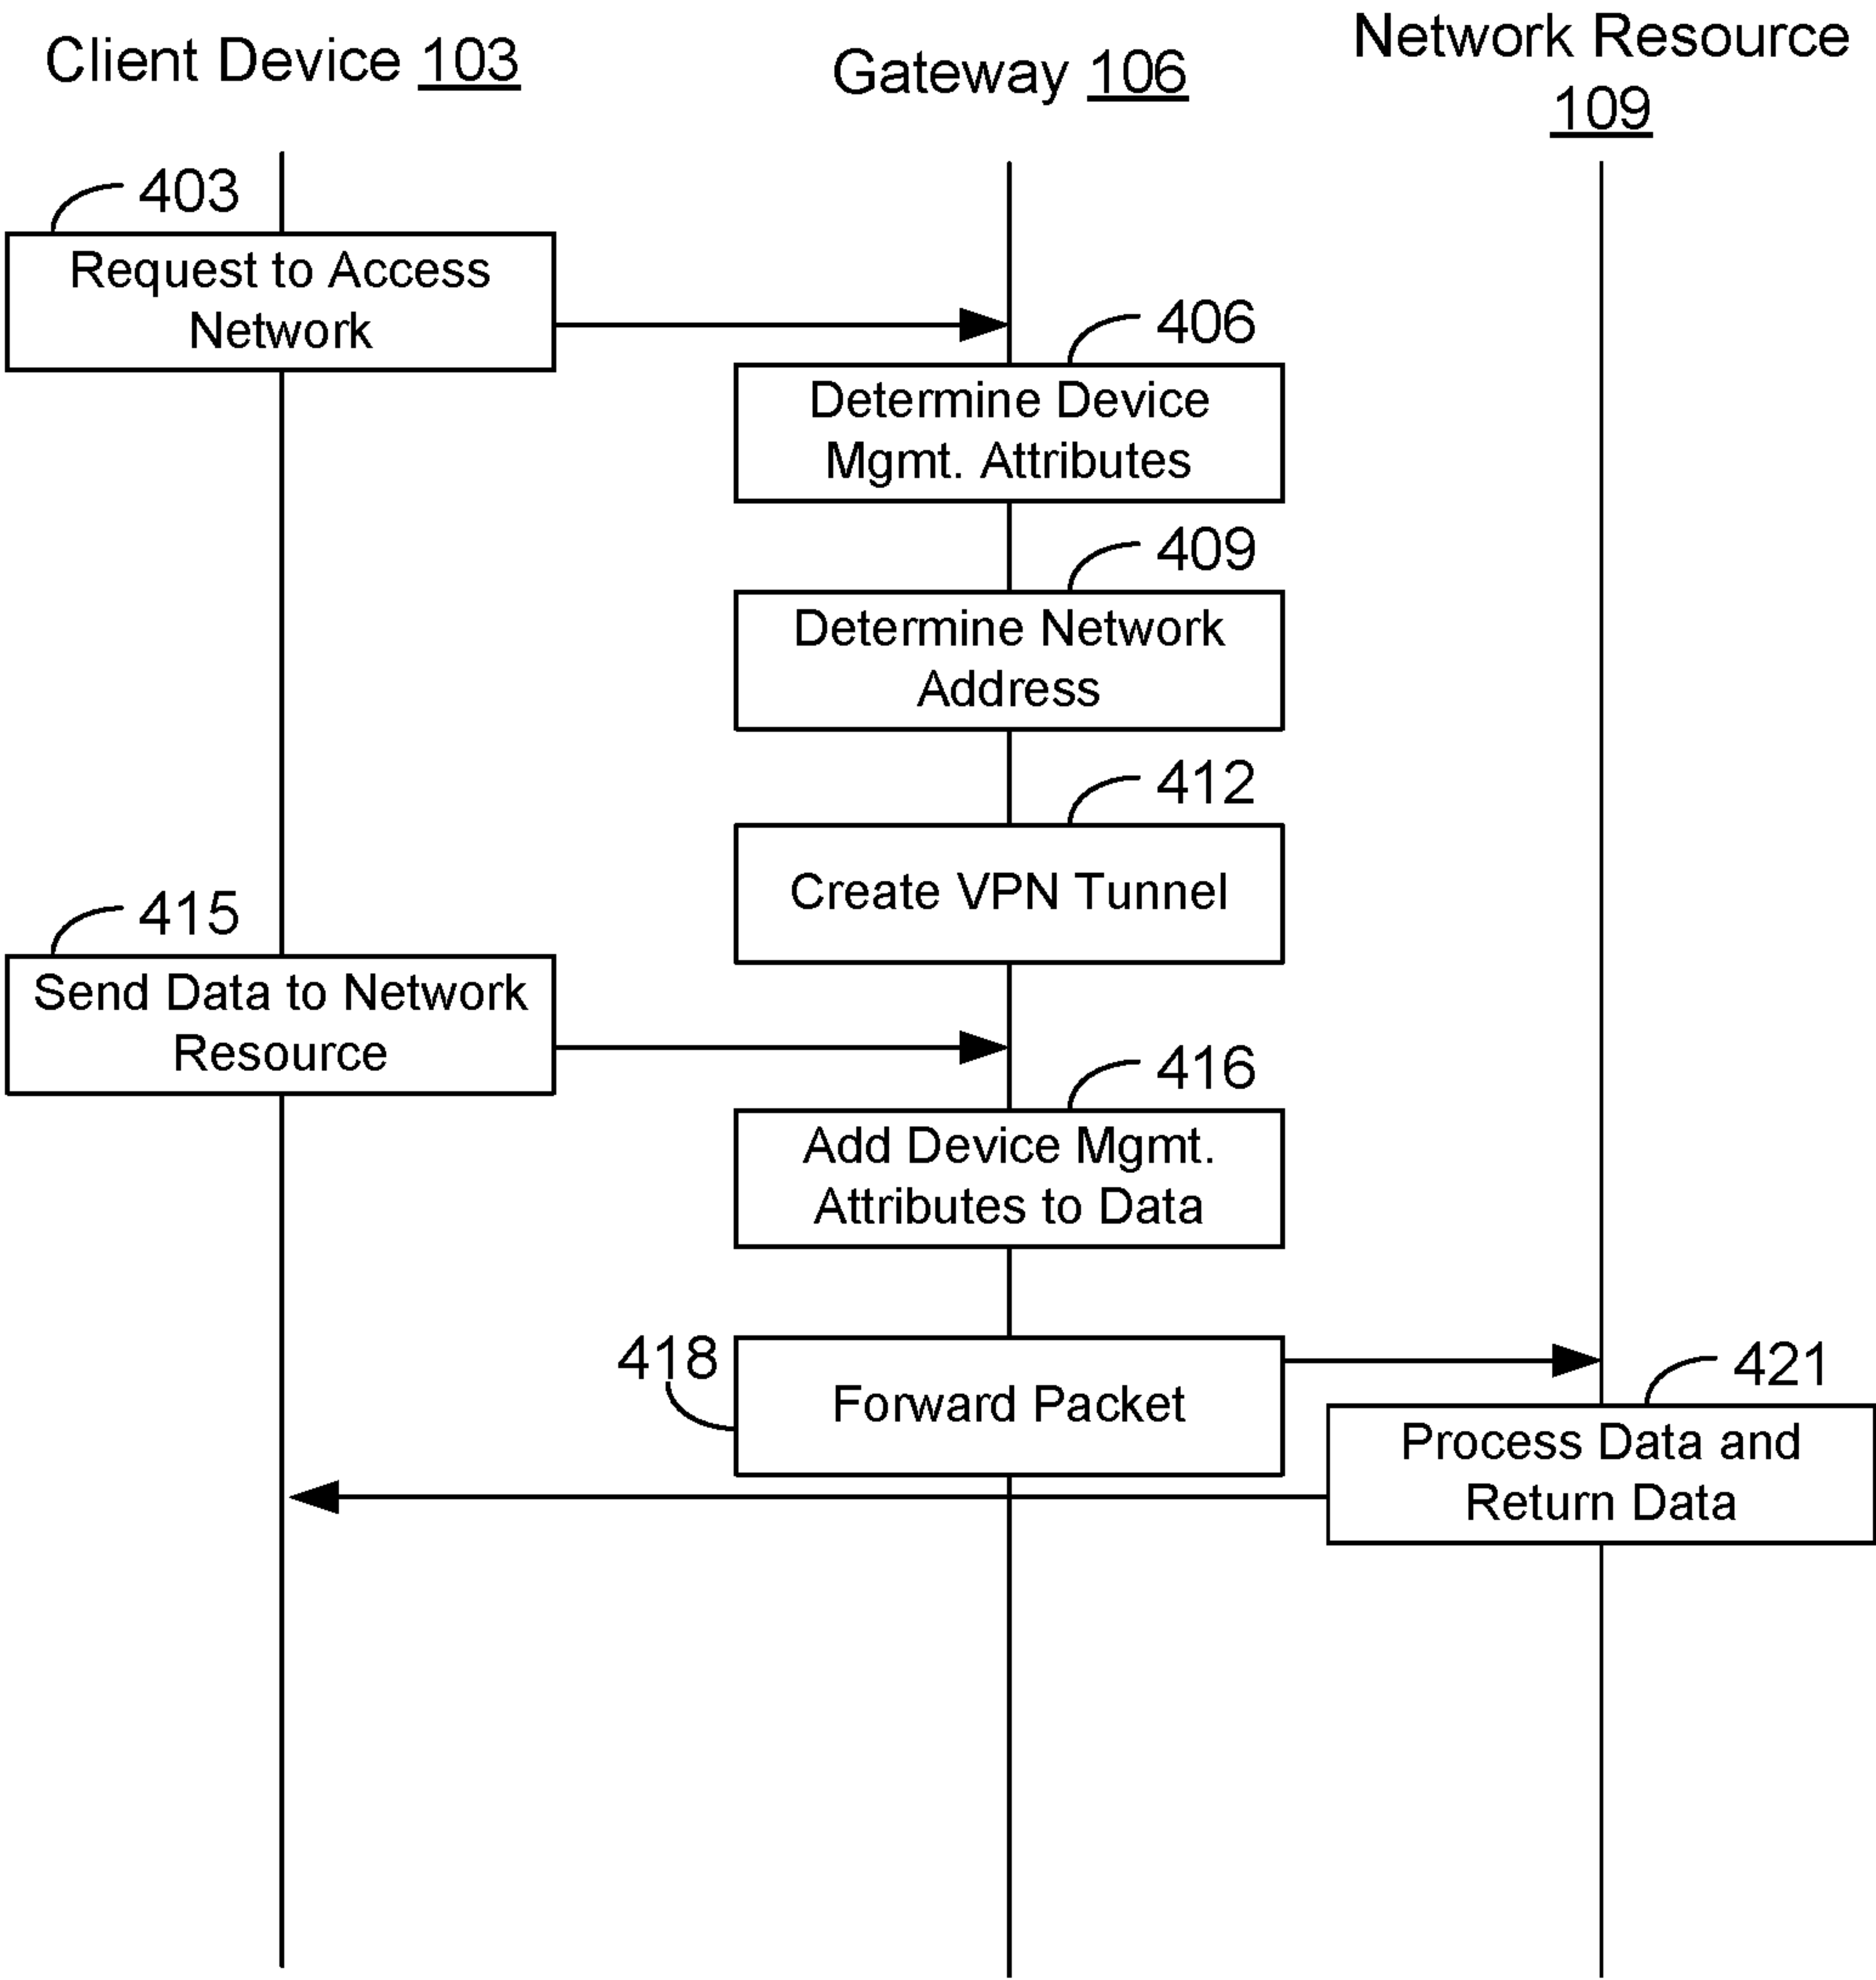 Client Device 103
Gateway 106
Network Resource
109
403
Request to Access
Network
406
Determine Device
Mgmt. Attributes
409
Determine Network
Address
412
Create VPN Tunnel
415
Send Data to Network
Resource
416
Add Device Mgmt.
Attributes to Data
418
Forward Packet
421
Process Data and
Return Data